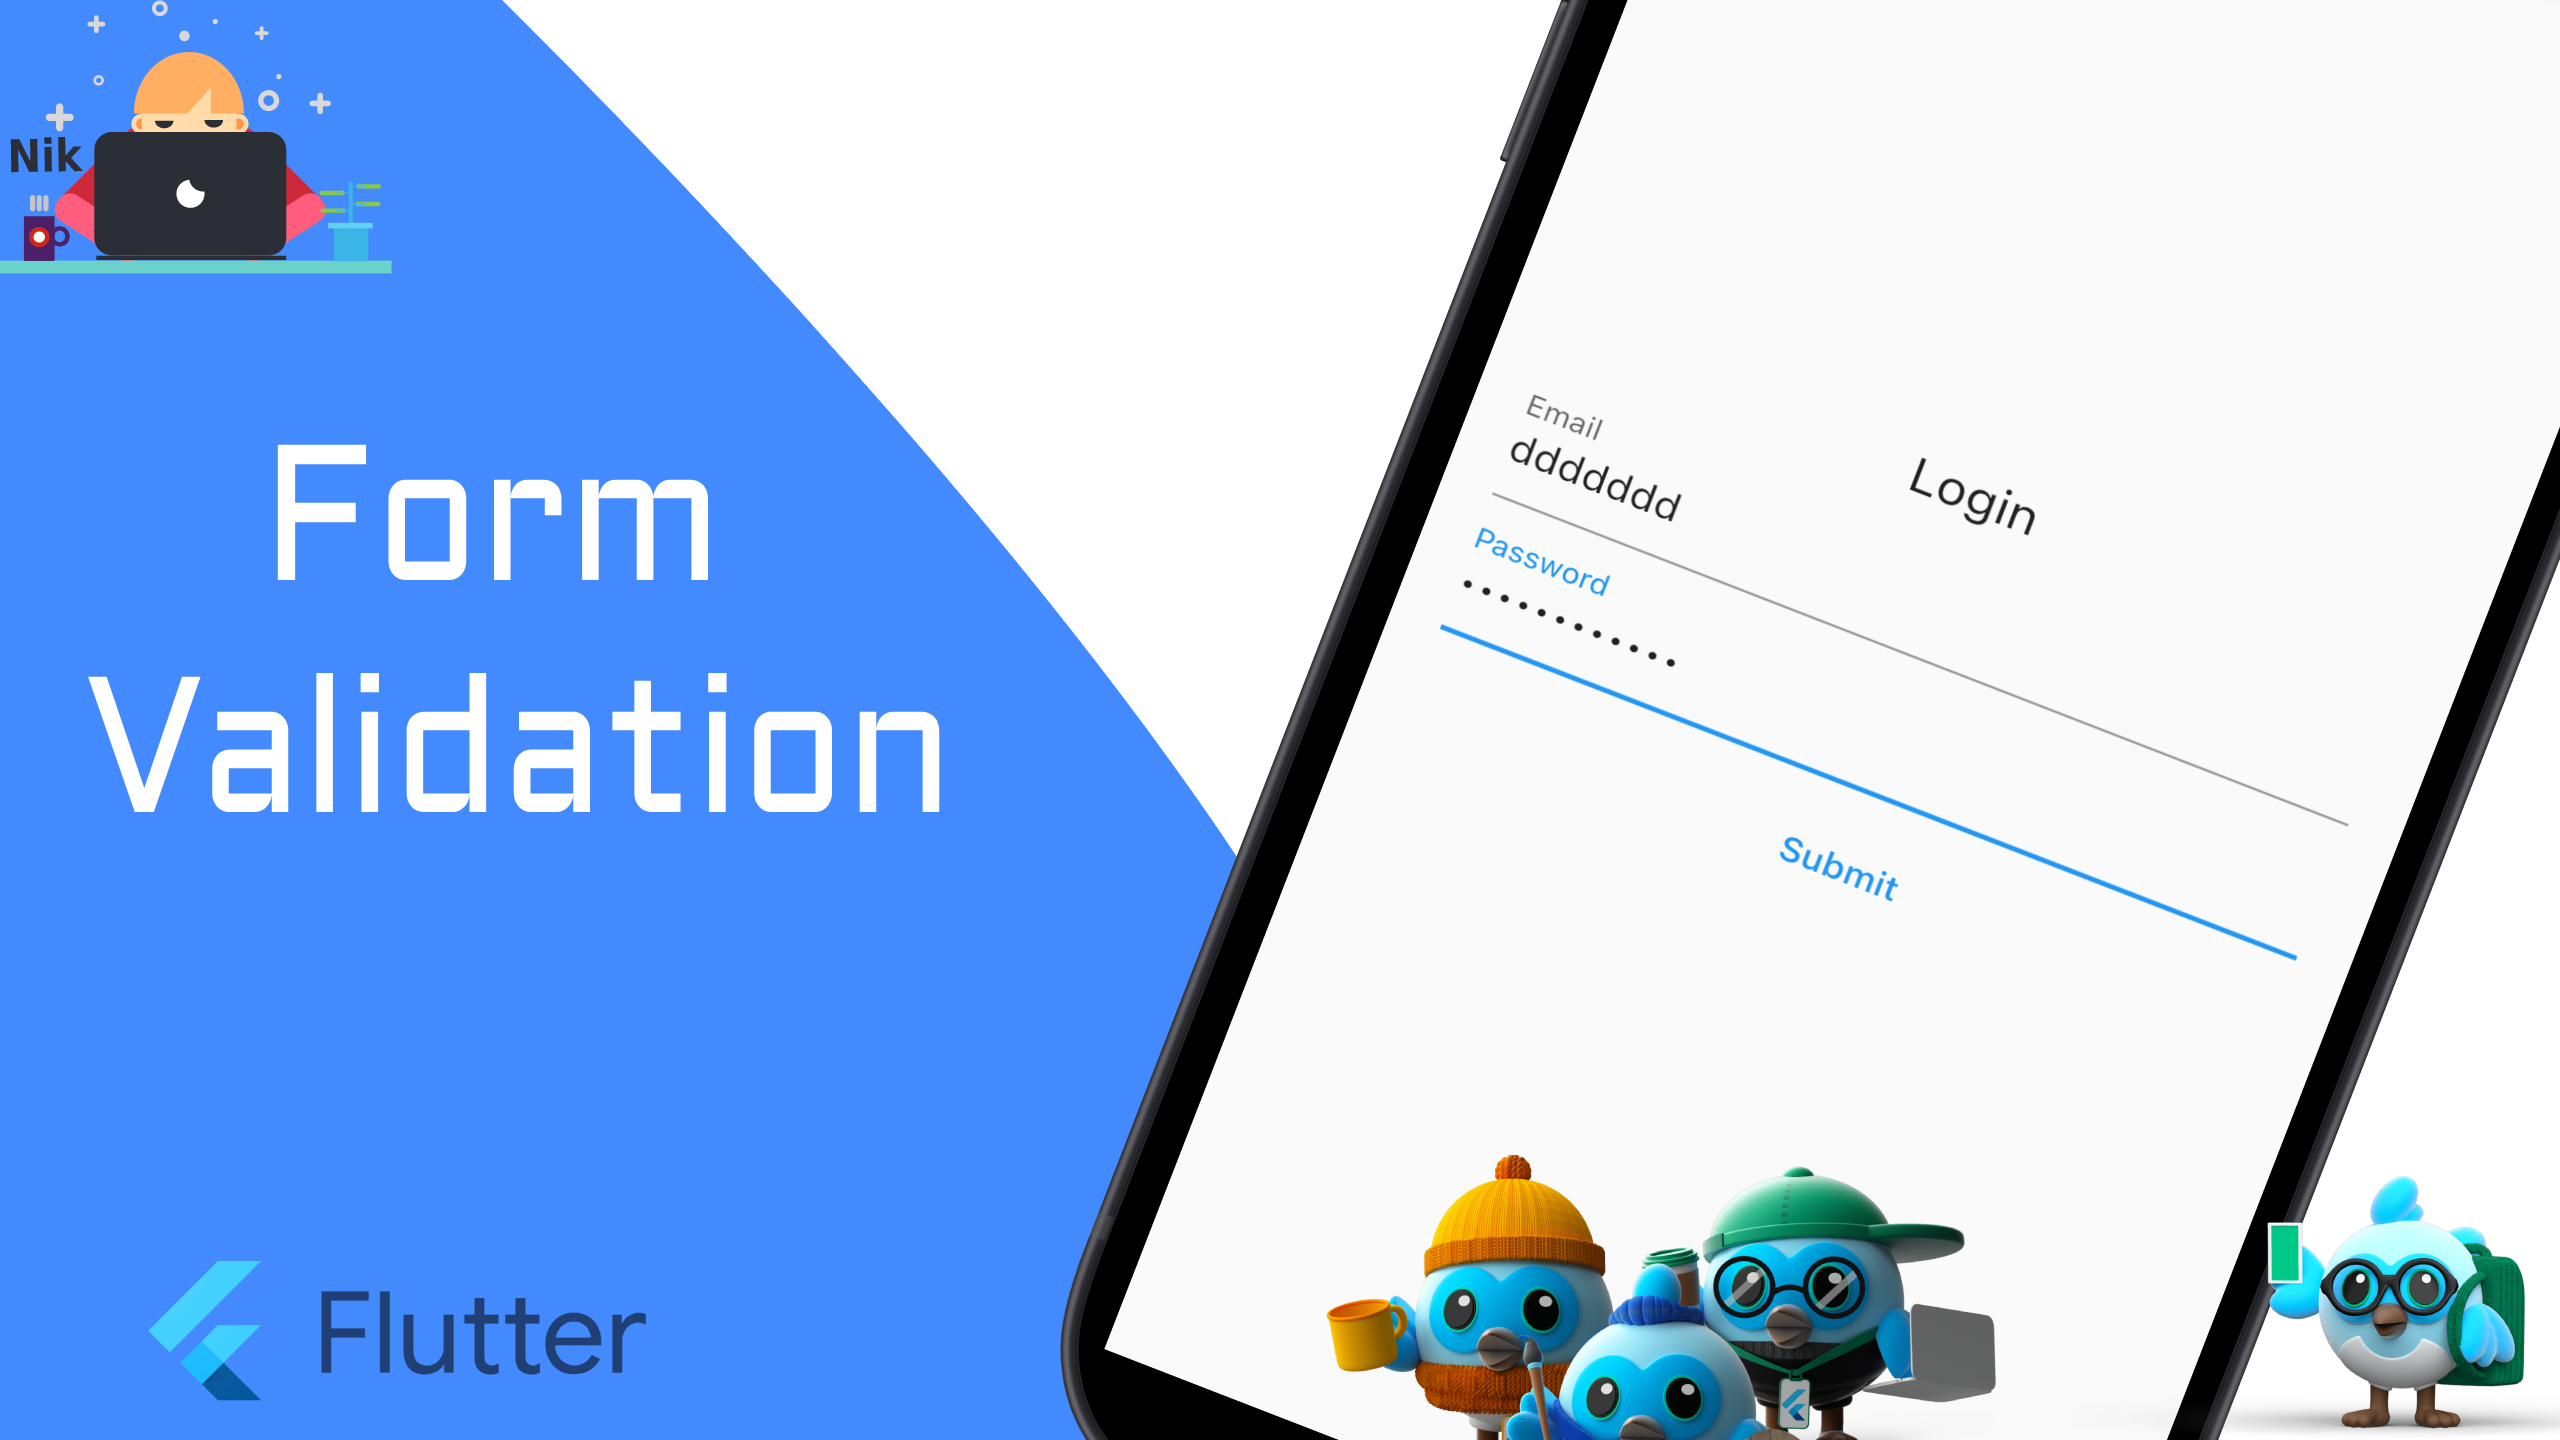 Nik
Form
Validation
Flutter
Login
Email
ddddddd
Password
••••••••••••
Submit